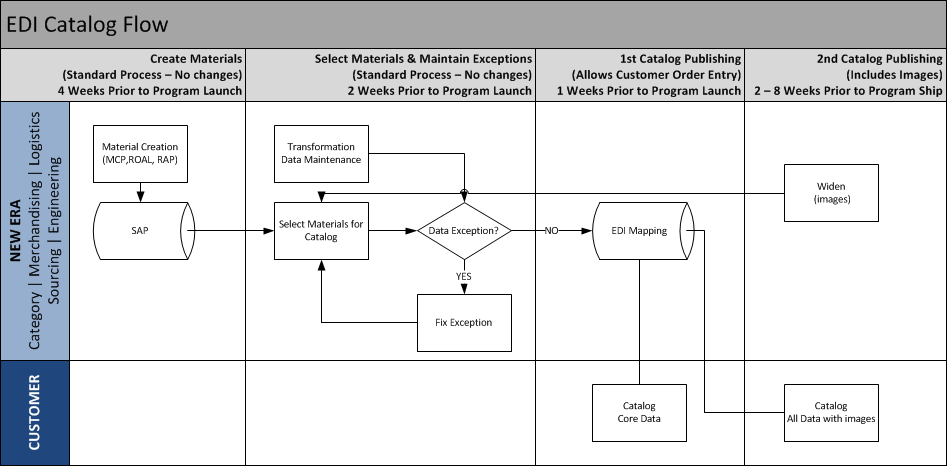 EDI Catalog Flow
Create Materials
(Standard Process – No changes)
4 Weeks Prior to Program Launch
Select Materials & Maintain Exceptions
(Standard Process – No changes)
2 Weeks Prior to Program Launch
1st Catalog Publishing
(Allows Customer Order Entry)
1 Weeks Prior to Program Launch
2nd Catalog Publishing
(Includes Images)
2 – 8 Weeks Prior to Program Ship
NEW ERA
Category | Merchandising | Logistics
Sourcing | Engineering
Material Creation
(MCP,ROAL, RAP)
SAP
Transformation
Data Maintenance
Select Materials for
Catalog
Data Exception?
NO
YES
Fix Exception
EDI Mapping
Widen
(images)
CUSTOMER
Catalog
Core Data
Catalog
All Data with images